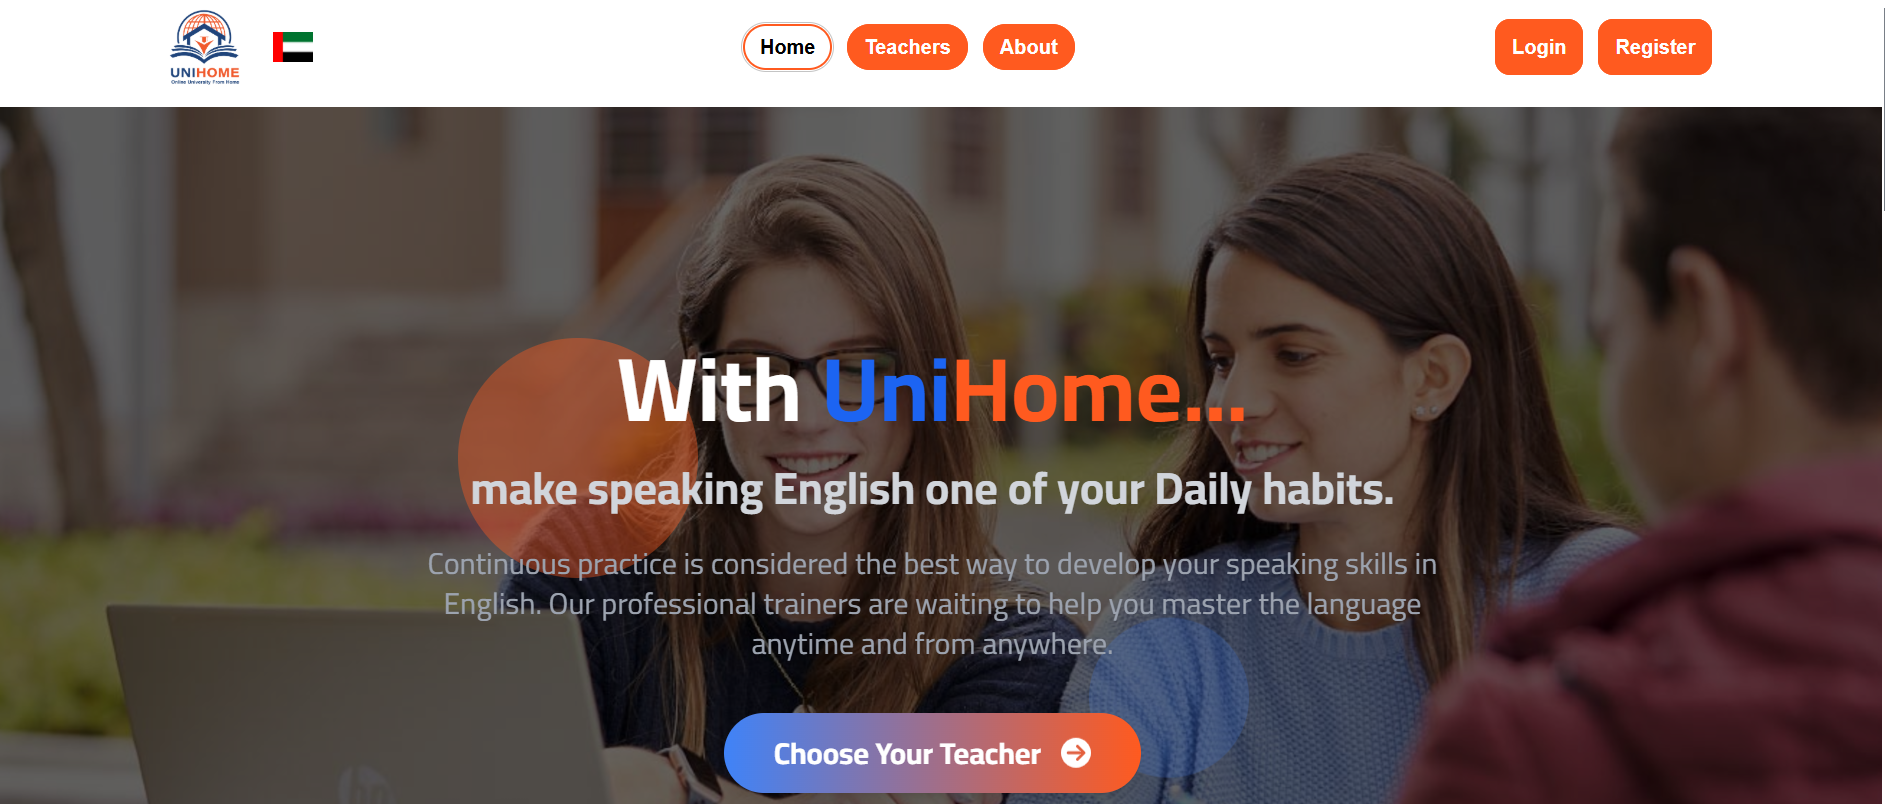 UNIHOME
Online University From Home
Home
Teachers
About
Login
Register
With UniHome...
make speaking English one of your Daily habits.
Continuous practice is considered the best way to develop your speaking skills in
English. Our professional trainers are waiting to help you master the language
anytime and from anywhere.
Choose Your Teacher
hp